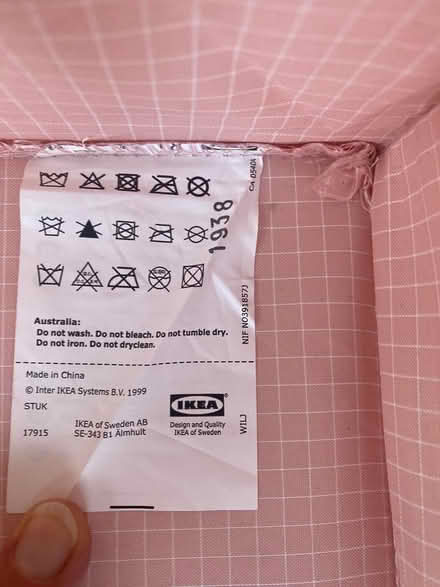 1938
Australia:
Do not wash. Do not bleach. Do not tumble dry.
Do not iron. Do not dryclean.
NIF NO391857J
Made in China
© Inter IKEA Systems B.V. 1999
STUK
17915
IKEA of Sweden AB
SE-343 81 Älmhult
IKEA
Design and Quality
IKEA of Sweden
WILJ